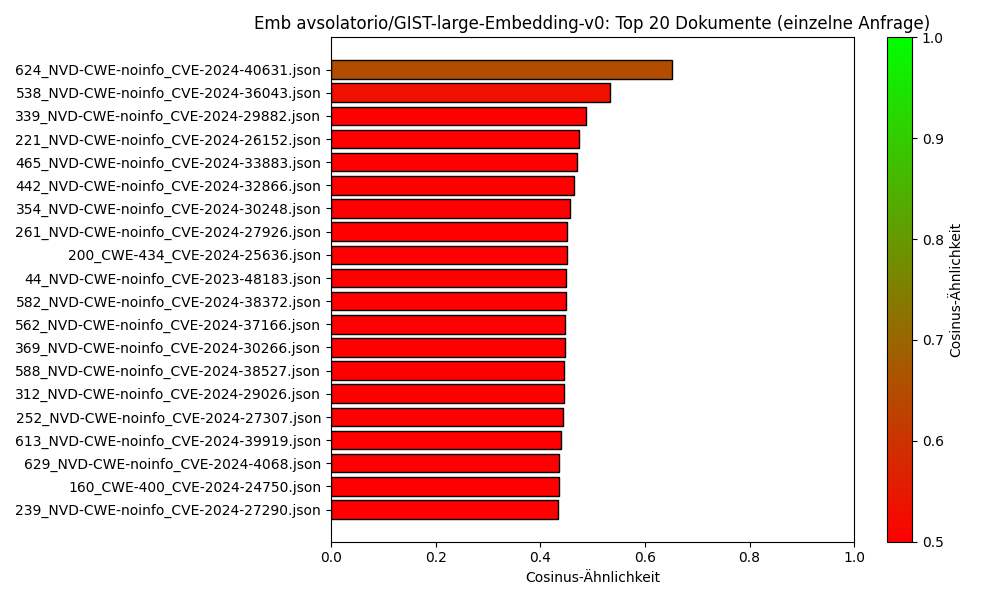 Emb avsolatorio/GIST-large-Embedding-v0: Top 20 Dokumente (einzelne Anfrage)
624_NVD-CWE-noinfo_CVE-2024-40631.json
538_NVD-CWE-noinfo_CVE-2024-36043.json
339_NVD-CWE-noinfo_CVE-2024-29882.json
221_NVD-CWE-noinfo_CVE-2024-26152.json
465_NVD-CWE-noinfo_CVE-2024-33883.json
442_NVD-CWE-noinfo_CVE-2024-32866.json
354_NVD-CWE-noinfo_CVE-2024-30248.json
261_NVD-CWE-noinfo_CVE-2024-27926.json
200_CWE-434_CVE-2024-25636.json
44_NVD-CWE-noinfo_CVE-2023-48183.json
582_NVD-CWE-noinfo_CVE-2024-38372.json
562_NVD-CWE-noinfo_CVE-2024-37166.json
369_NVD-CWE-noinfo_CVE-2024-30266.json
588_NVD-CWE-noinfo_CVE-2024-38527.json
312_NVD-CWE-noinfo_CVE-2024-29026.json
252_NVD-CWE-noinfo_CVE-2024-27307.json
613_NVD-CWE-noinfo_CVE-2024-39919.json
629_NVD-CWE-noinfo_CVE-2024-4068.json
160_CWE-400_CVE-2024-24750.json
239_NVD-CWE-noinfo_CVE-2024-27290.json
0.0 0.2 0.4 0.6 0.8 1.0
Cosinus-Ähnlichkeit
1.0
0.9
0.8
0.7
0.6
0.5
Cosinus-Ähnlichkeit